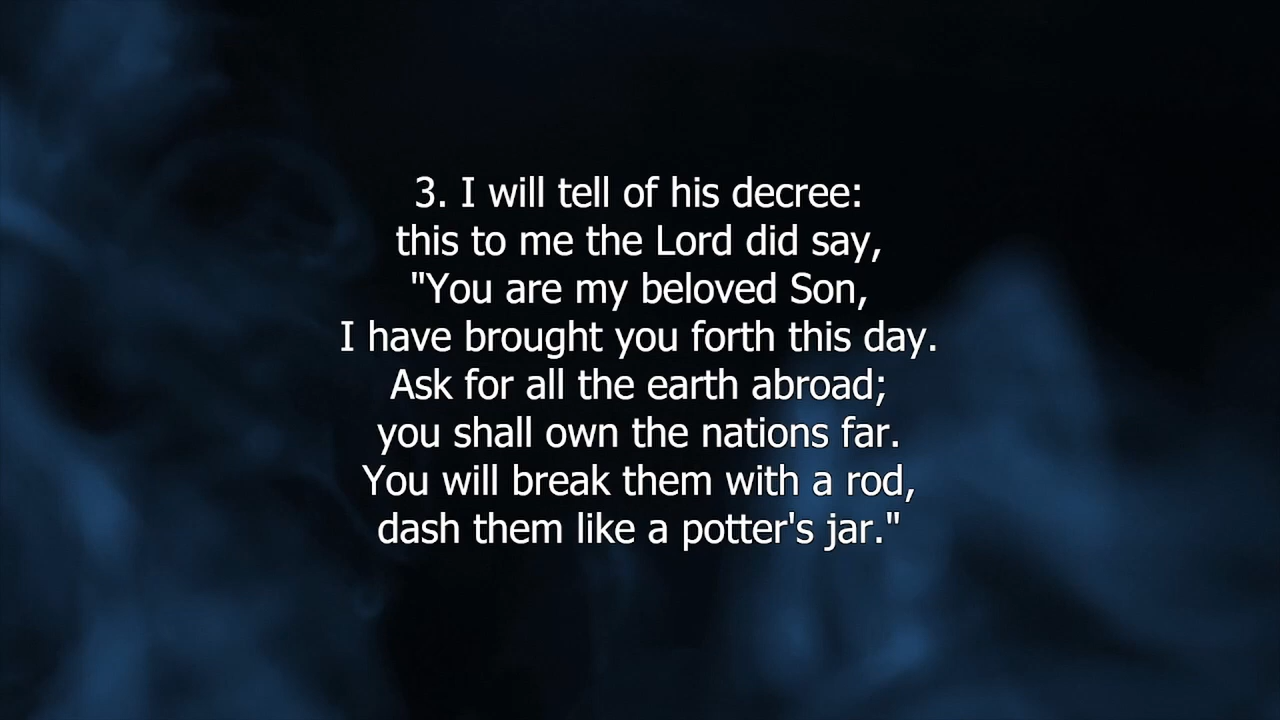 3. I will tell of his decree:
this to me the Lord did say,
"You are my beloved Son,
I have brought you forth this day.
Ask for all the earth abroad;
you shall own the nations far.
You will break them with a rod,
dash them like a potter's jar."